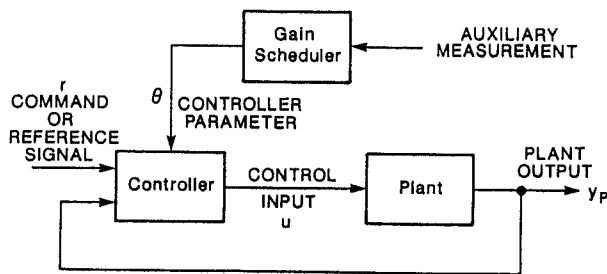 Gain
Scheduler
AUXILIARY
MEASUREMENT
r
COMMAND
OR
REFERENCE
SIGNAL
θ
CONTROLLER
PARAMETER
Controller
CONTROL
INPUT
u
Plant
PLANT
OUTPUT
yP